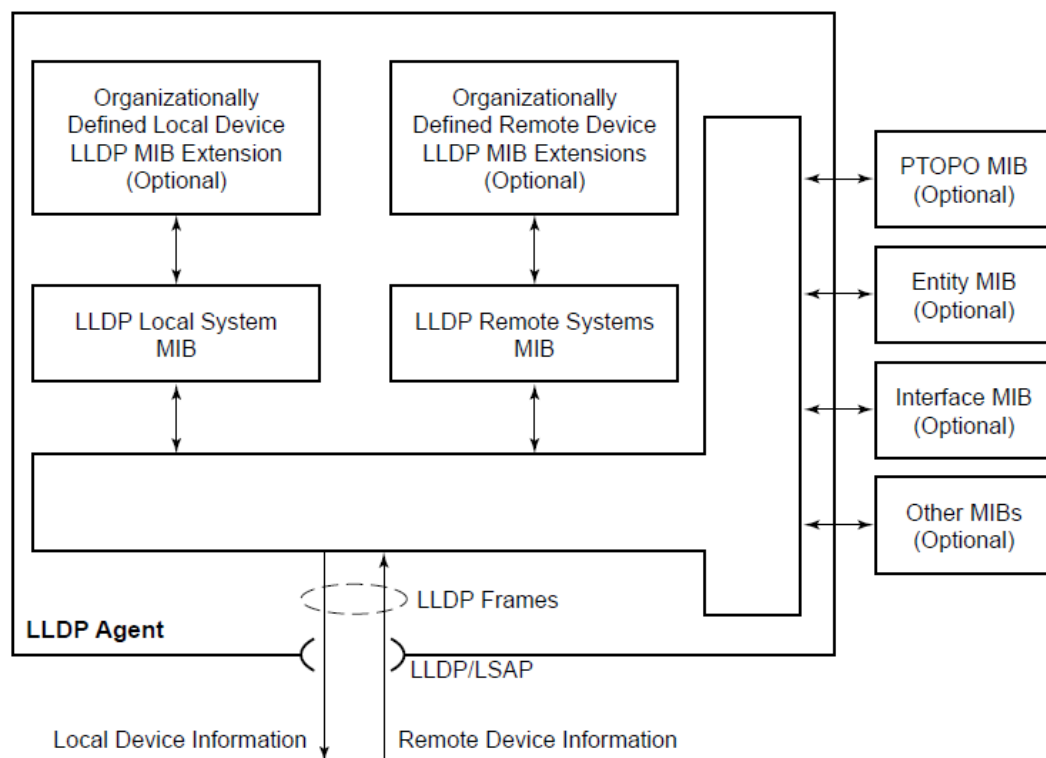 Organizationally
Defined Local Device
LLDP MIB Extension
(Optional)
Organizationally
Defined Remote Device
LLDP MIB Extensions
(Optional)
PTOPO MIB
(Optional)
Entity MIB
(Optional)
LLDP Local System
MIB
LLDP Remote Systems
MIB
Interface MIB
(Optional)
Other MIBs
(Optional)
LLDP Frames
LLDP Agent
LLDP/LSAP
Local Device Information
Remote Device Information